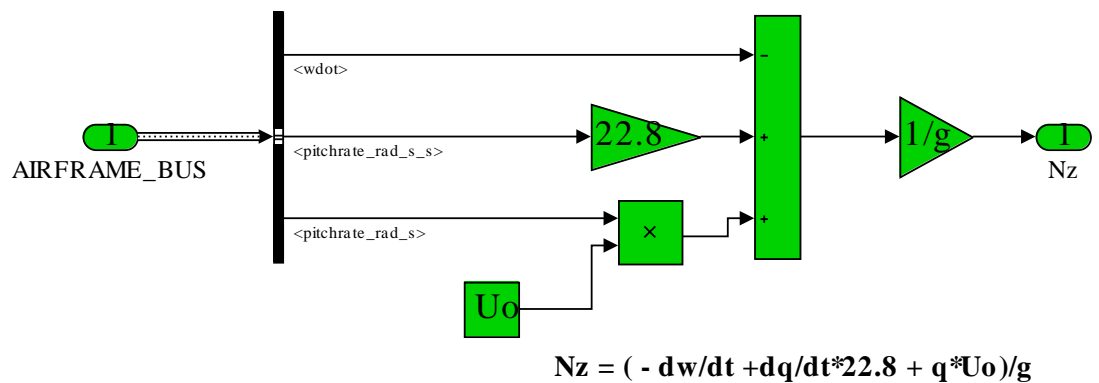 <wdot>
−
1
22.8
+
1/g
1
AIRFRAME_BUS
<pitchrate_rad_s_s>
Nz
+
<pitchrate_rad_s>
×
Uo
Nz = ( - dw/dt +dq/dt*22.8 + q*Uo)/g